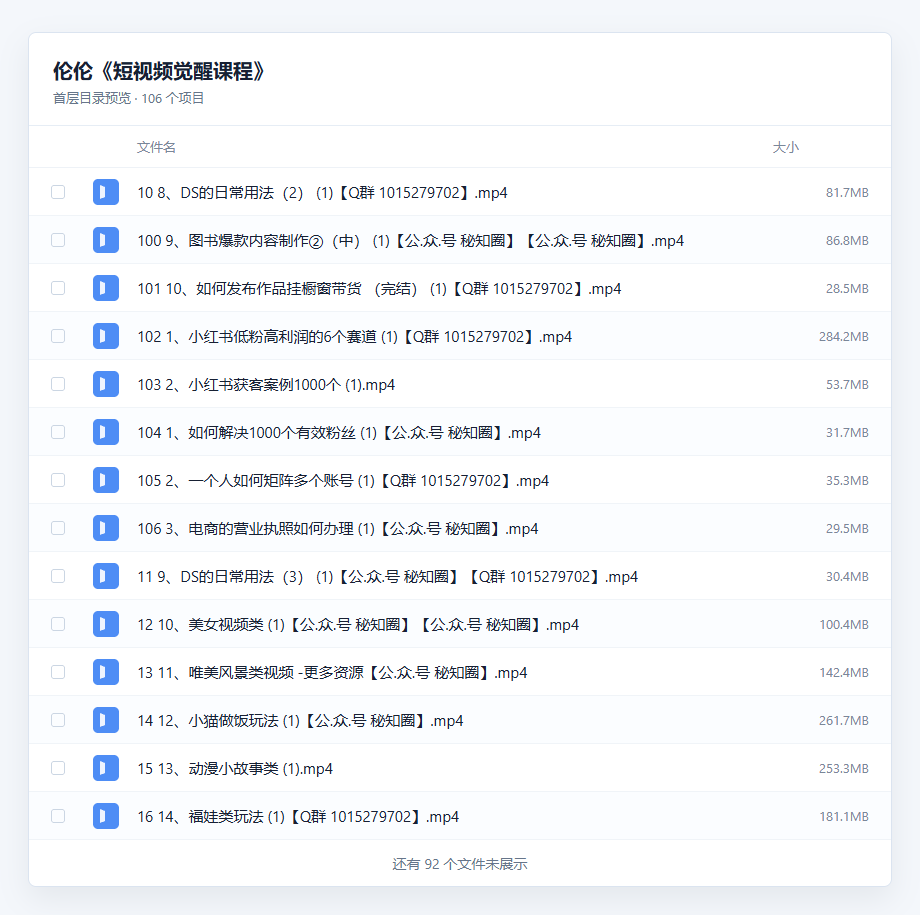 伦伦《短视频觉醒课程》
首层目录预览 · 106 个项目
文件名 大小
10 8、DS的日常用法（2） (1)【Q群 1015279702】.mp4 81.7MB
100 9、图书爆款内容制作②（中） (1)【公.众.号 秘知圈】【公.众.号 秘知圈】.mp4 86.8MB
101 10、如何发布作品挂橱窗带货 （完结） (1)【Q群 1015279702】.mp4 28.5MB
102 1、小红书低粉高利润的6个赛道 (1)【Q群 1015279702】.mp4 284.2MB
103 2、小红书获客案例1000个 (1).mp4 53.7MB
104 1、如何解决1000个有效粉丝 (1)【公.众.号 秘知圈】.mp4 31.7MB
105 2、一个人如何矩阵多个账号 (1)【Q群 1015279702】.mp4 35.3MB
106 3、电商的营业执照如何办理 (1)【公.众.号 秘知圈】.mp4 29.5MB
11 9、DS的日常用法（3） (1)【公.众.号 秘知圈】【Q群 1015279702】.mp4 30.4MB
12 10、美女视频类 (1)【公.众.号 秘知圈】【公.众.号 秘知圈】.mp4 100.4MB
13 11、唯美风景类视频 -更多资源【公.众.号 秘知圈】.mp4 142.4MB
14 12、小猫做饭玩法 (1)【公.众.号 秘知圈】.mp4 261.7MB
15 13、动漫小故事类 (1).mp4 253.3MB
16 14、福娃类玩法 (1)【Q群 1015279702】.mp4 181.1MB
还有 92 个文件未展示